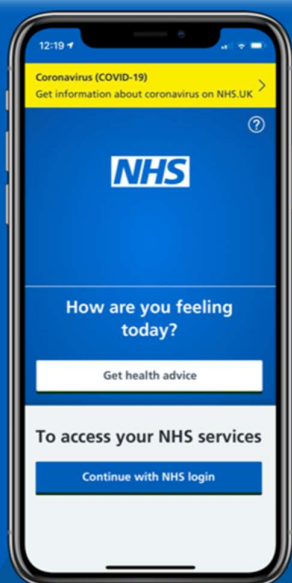 12:19
Coronavirus (COVID-19)
Get information about coronavirus on NHS.UK
?
NHS
How are you feeling
today?
Get health advice
To access your NHS services
Continue with NHS login